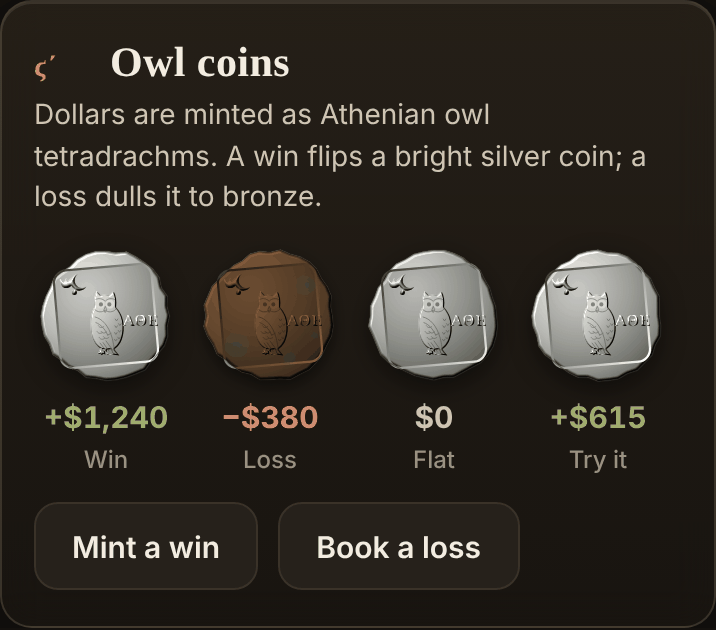 ϛ΄ Owl coins
Dollars are minted as Athenian owl
tetradrachms. A win flips a bright silver coin; a
loss dulls it to bronze.
ΑΘΕ ΑΘΕ ΑΘΕ ΑΘΕ
+$1,240 −$380 $0 +$615
Win Loss Flat Try it
Mint a win Book a loss